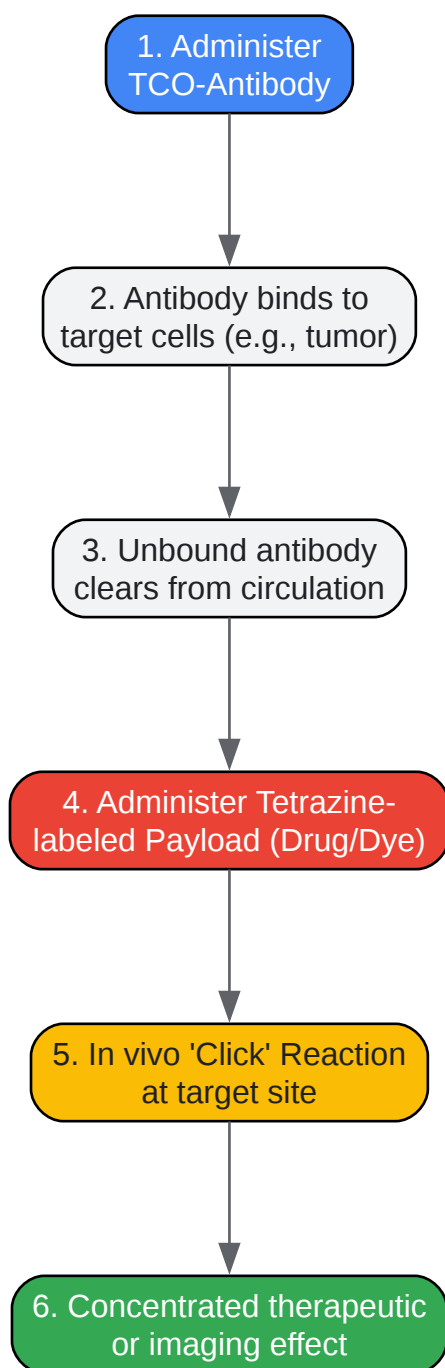 1. Administer
TCO-Antibody
2. Antibody binds to
target cells (e.g., tumor)
3. Unbound antibody
clears from circulation
4. Administer Tetrazine-
labeled Payload (Drug/Dye)
5. In vivo 'Click' Reaction
at target site
6. Concentrated therapeutic
or imaging effect